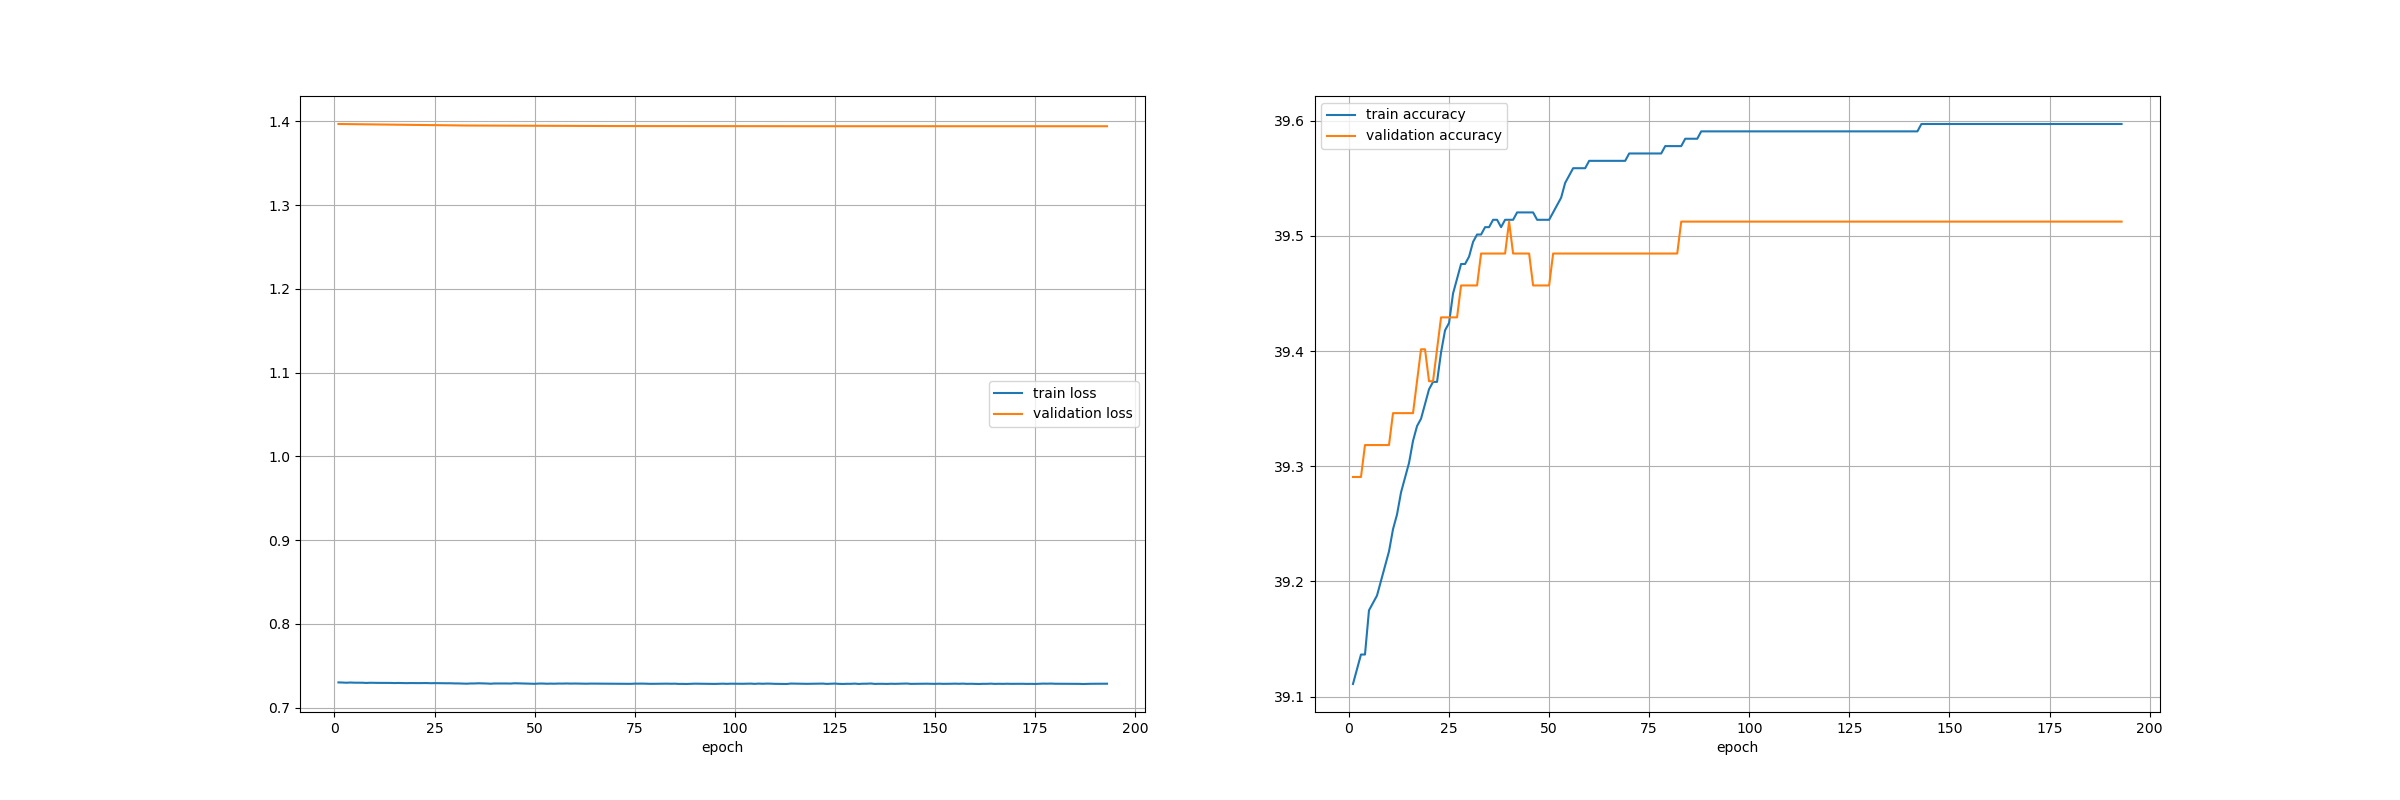 1.4
1.3
1.2
1.1
1.0
0.9
0.8
0.7
train loss
validation loss
0 25 50 75 100 125 150 175 200
epoch
train accuracy
validation accuracy
39.6
39.5
39.4
39.3
39.2
39.1
0 25 50 75 100 125 150 175 200
epoch